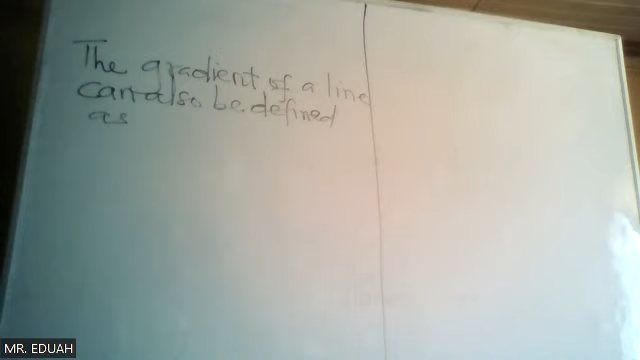 The gradient of a line
can also be defined
as
MR. EDUAH